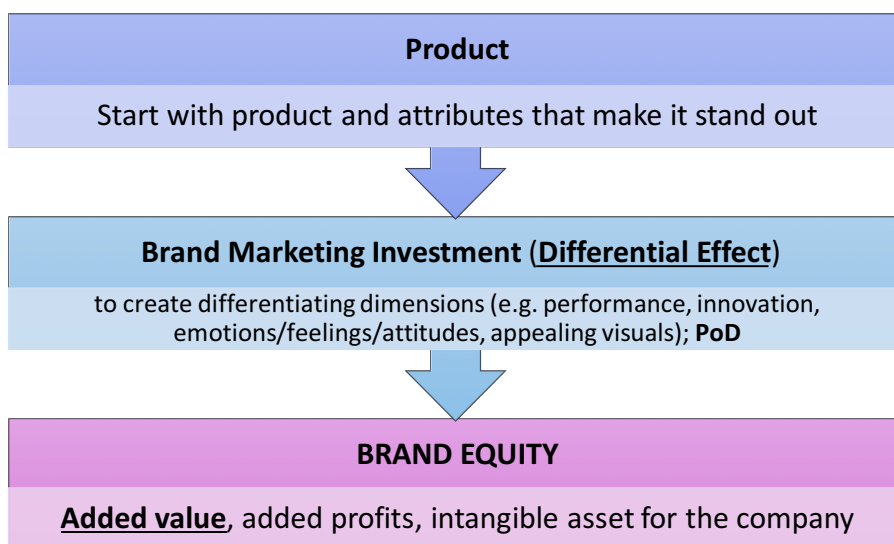 Product
Start with product and attributes that make it stand out
Brand Marketing Investment (Differential Effect)
to create differentiating dimensions (e.g. performance, innovation,
emotions/feelings/attitudes, appealing visuals); PoD
BRAND EQUITY
Added value, added profits, intangible asset for the company